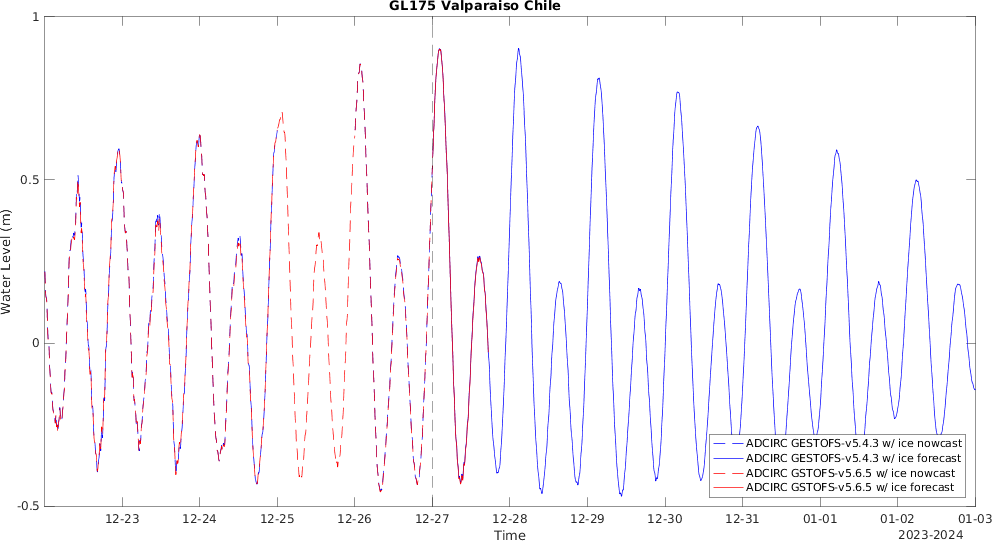 GL175 Valparaiso Chile
1
0.5
0
-0.5
Water Level (m)
ADCIRC GESTOFS-v5.4.3 w/ ice nowcast
ADCIRC GESTOFS-v5.4.3 w/ ice forecast
ADCIRC GSTOFS-v5.6.5 w/ ice nowcast
ADCIRC GSTOFS-v5.6.5 w/ ice forecast
12-23 12-24 12-25 12-26 12-27 12-28 12-29 12-30 12-31 01-01 01-02 01-03
Time
2023-2024